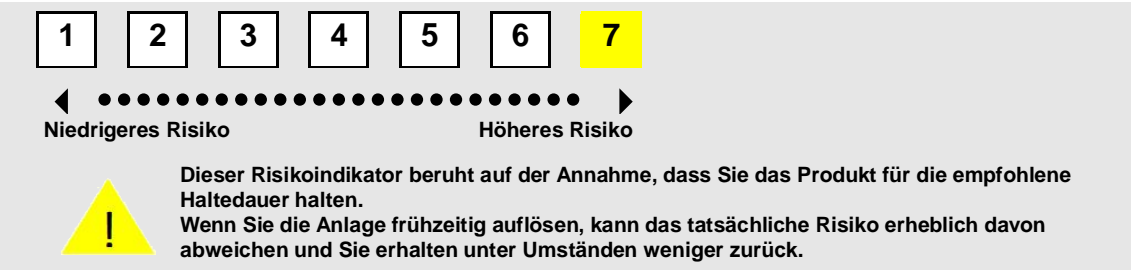 1 2 3 4 5 6 7
Niedrigeres Risiko Höheres Risiko
Dieser Risikoindikator beruht auf der Annahme, dass Sie das Produkt für die empfohlene
Haltedauer halten.
Wenn Sie die Anlage frühzeitig auflösen, kann das tatsächliche Risiko erheblich davon
abweichen und Sie erhalten unter Umständen weniger zurück.
!